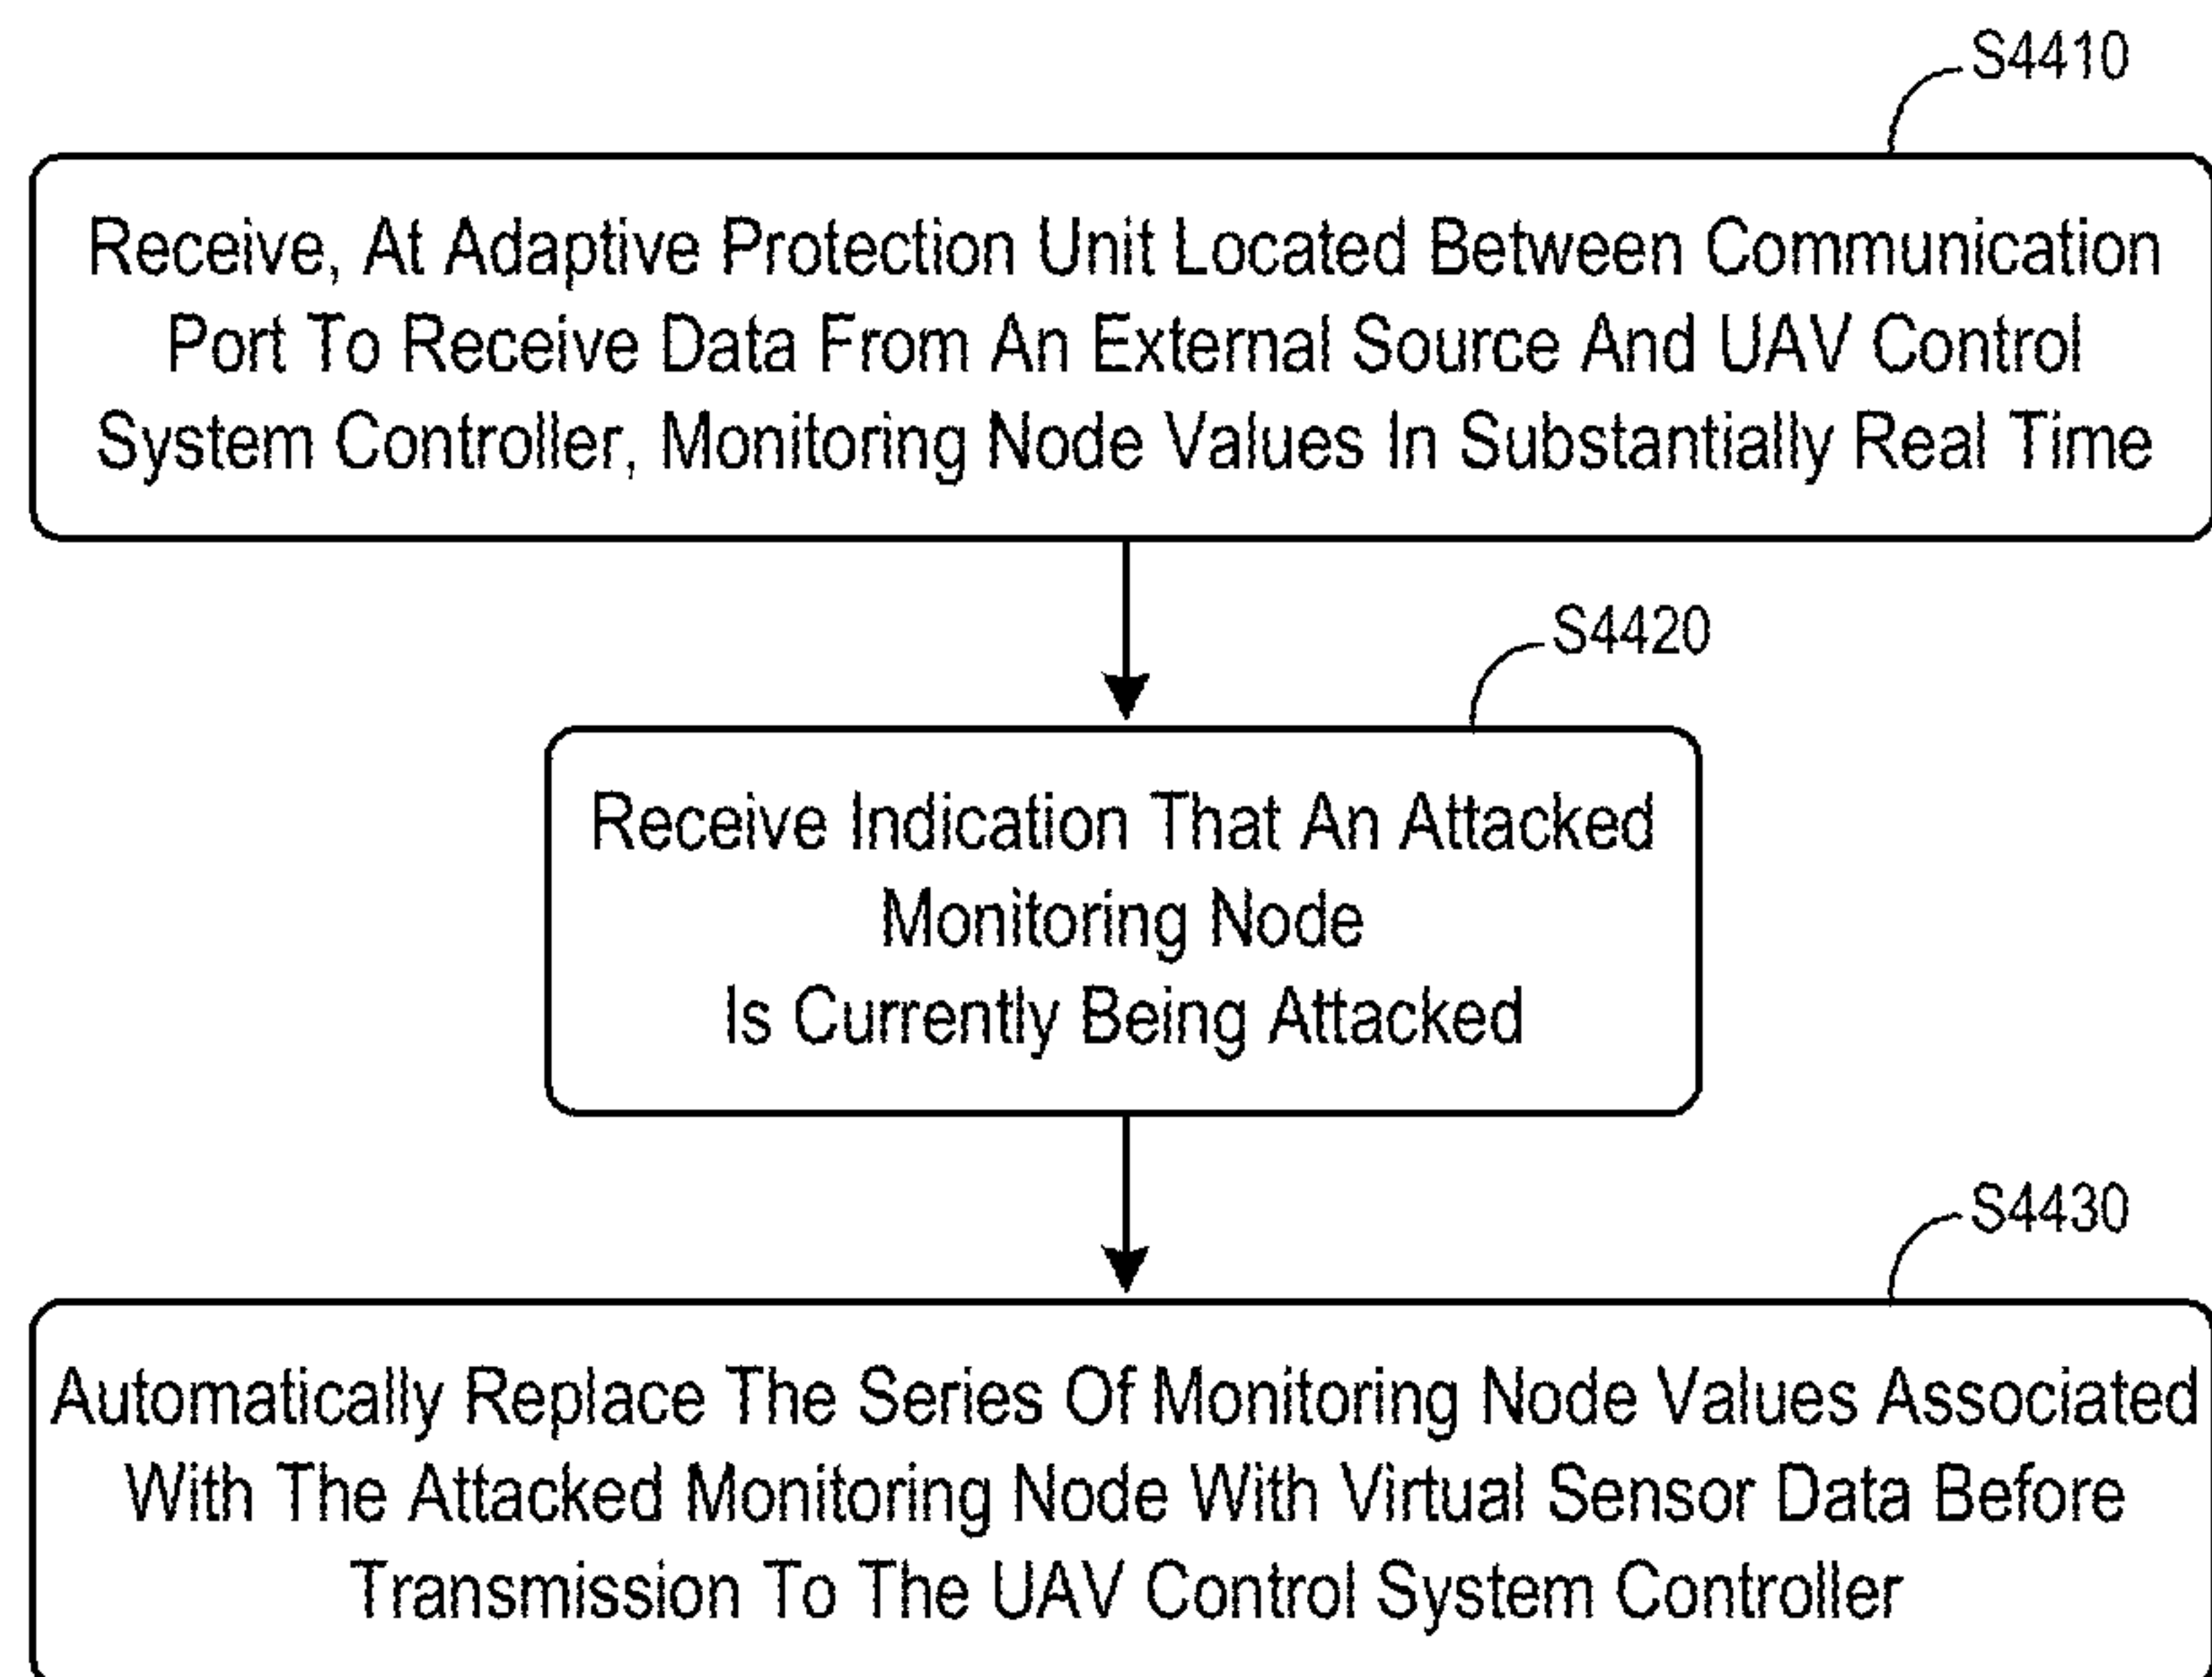 S4410
Receive, At Adaptive Protection Unit Located Between Communication
Port To Receive Data From An External Source And UAV Control
System Controller, Monitoring Node Values In Substantially Real Time
S4420
Receive Indication That An Attacked
Monitoring Node
Is Currently Being Attacked
S4430
Automatically Replace The Series Of Monitoring Node Values Associated
With The Attacked Monitoring Node With Virtual Sensor Data Before
Transmission To The UAV Control System Controller